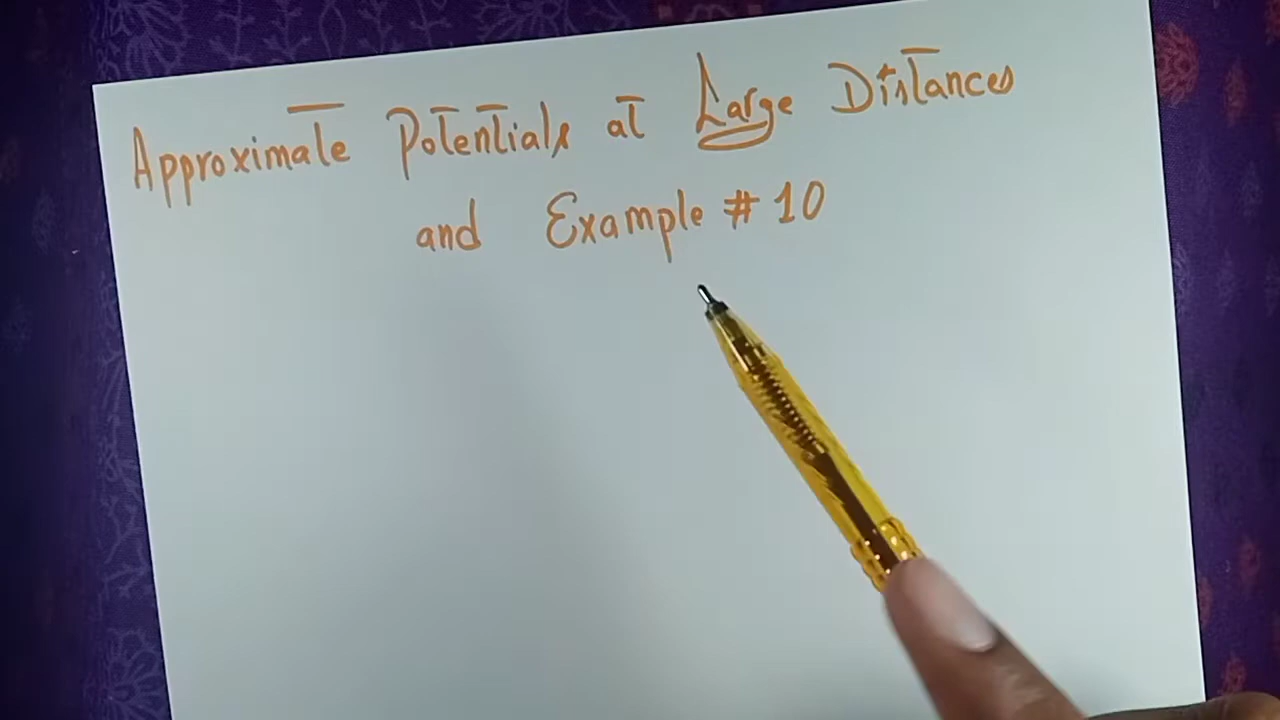 Approximate Potentials at Large Distances
and Example # 10